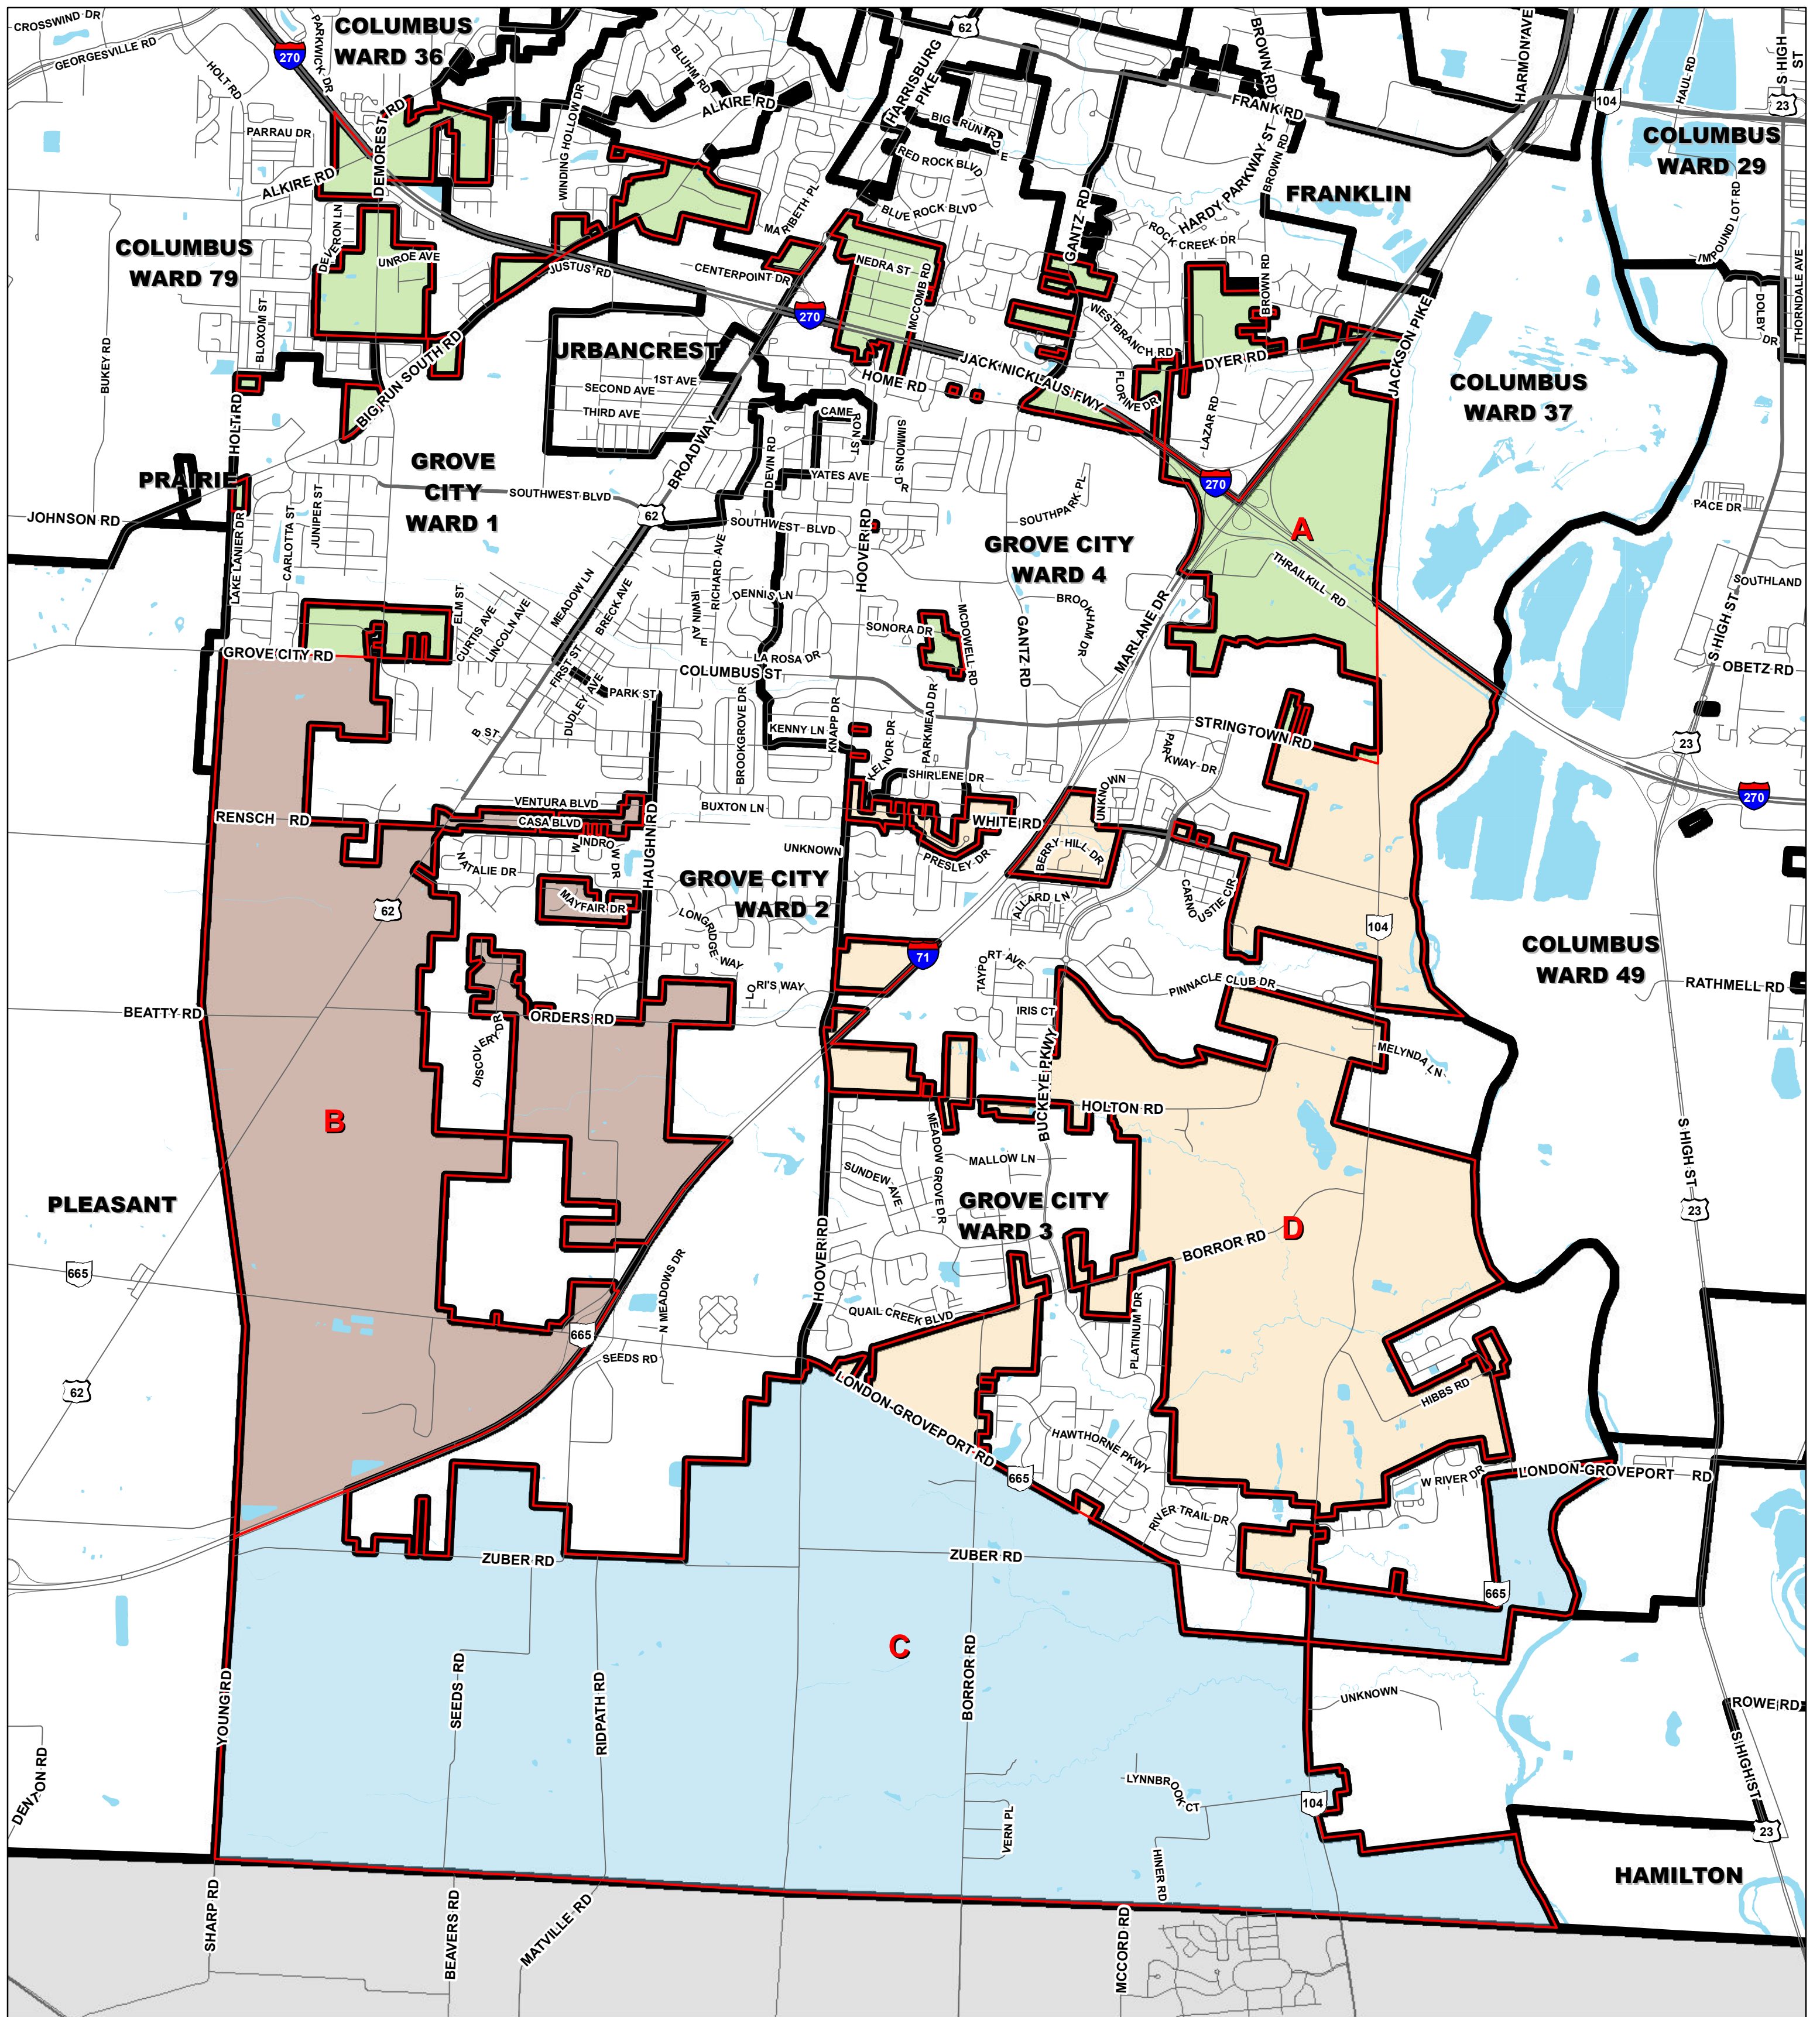 CROSSWIND DR
GEORGESVILLE RD
HOLT RD
PARKWICK DR
270
COLUMBUS
WARD 36
BLUHM RD
ALKIRE RD
HARRISBURG
PIKE
62
BROWN RD
FRANK RD
HARMON AVE
104
HAUL RD
S HIGH
ST
23
COLUMBUS
WARD 29
PARRAU DR
DEMOREST RD
WINDING HOLLOW DR
BIG RUN RD E
RED ROCK BLVD
HARDY PARKWAY ST
BROWN RD
FRANKLIN
IMPOUND LOT RD
ALKIRE RD
MARIBETH PL
BLUE ROCK BLVD
GANTZ RD
ROCK CREEK DR
COLUMBUS
WARD 79
DEVERON LN
UNROE AVE
JUSTUS RD
CENTERPOINT DR
NEDRA ST
MCCOMB RD
BROWN RD
DOLBY
DR
THORNDALE AVE
BUKEY RD
BLOXOM ST
BIG RUN SOUTH RD
URBANCREST
270
WESTBRANCH RD
DYER RD
JACKSON PIKE
1ST AVE
SECOND AVE
THIRD AVE
HOME RD
JACK NICKLAUS FWY
FLORINE DR
LAZAR RD
COLUMBUS
WARD 37
HOLT RD
PRAIRIE
GROVE
CITY
WARD 1
BROADWAY
CAMERON ST
DEVIN RD
SIMMONS DR
YATES AVE
SOUTHWEST BLVD
62
SOUTHWEST BLVD
HOOVER RD
SOUTHPARK PL
270
A
JOHNSON RD
LAKE LANIER DR
CARLOTTA ST
JUNIPER ST
GROVE CITY
WARD 4
THRAILKILL RD
PACE DR
SOUTHLAND
ELM ST
CURTIS AVE
LINCOLN AVE
MEADOW LN
BRECK AVE
IRWIN AVE
RICHARD AVE
DENNIS LN
SONORA DR
MCDOWELL RD
GANTZ RD
BROOKHAM DR
MARLANE DR
S HIGH ST
OBETZ RD
GROVE CITY RD
FIRST ST
DUDLEY AVE
PARK ST
LA ROSA DR
COLUMBUS ST
B ST
BROOKGROVE DR
KENNY LN
KNAPP DR
KELNOR DR
PARKMEAD DR
STRINGTOWN RD
PARKWAY DR
23
270
RENSCH RD
VENTURA BLVD
CASA BLVD
HAUGHN RD
BUXTON LN
SHIRLENE DR
WHITE RD
UNKNOWN
NATALIE DR
WINDROW DR
UNKNOWN
PRESLEY DR
BERRY HILL DR
62
MAYFAIR DR
GROVE CITY
WARD 2
LONGRIDGE WAY
ALLARD LN
CARNOUSTIE CIR
104
COLUMBUS
WARD 49
71
TAYPORT AVE
PINNACLE CLUB DR
RATHMELL RD
LORI'S WAY
BEATTY RD
DISCOVERY DR
ORDERS RD
IRIS CT
BUCKEYE PKWY
MELYNDA LN
B
HOLTON RD
MEADOW GROVE DR
MALLOW LN
SUNDEW AVE
S HIGH ST
23
PLEASANT
GROVE CITY
WARD 3
BORROR RD
D
665
N MEADOWS DR
HOOVER RD
QUAIL CREEK BLVD
PLATINUM DR
665
SEEDS RD
62
LONDON-GROVEPORT RD
665
HAWTHORNE PKWY
HIBBS RD
W RIVER DR
LONDON-GROVEPORT RD
RIVER TRAIL DR
ZUBER RD
ZUBER RD
665
C
YOUNG RD
SEEDS RD
RIDPATH RD
BORROR RD
UNKNOWN
ROWE RD
S HIGH ST
DENTON RD
LYNNBROOK CT
VERN PL
104
23
HINER RD
HAMILTON
SHARP RD
BEAVERS RD
MATVILLE RD
MCCORD RD